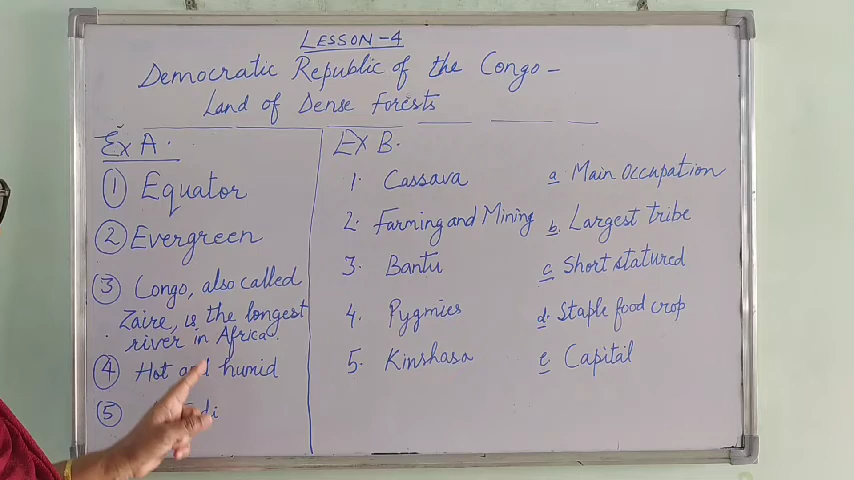 LESSON-4
Democratic Republic of the Congo -
Land of Dense Forests
Ex A.
1 Equator
2 Evergreen
3 Congo, also called
Zaire, is the longest
river in Africa.
4 Hot and humid
5
Ex B.
1. Cassava a. Main Occupation
2. Farming and Mining b. Largest tribe
3. Bantu c Short statured
4. Pygmies d. Staple food crop
5. Kinshasa e. Capital